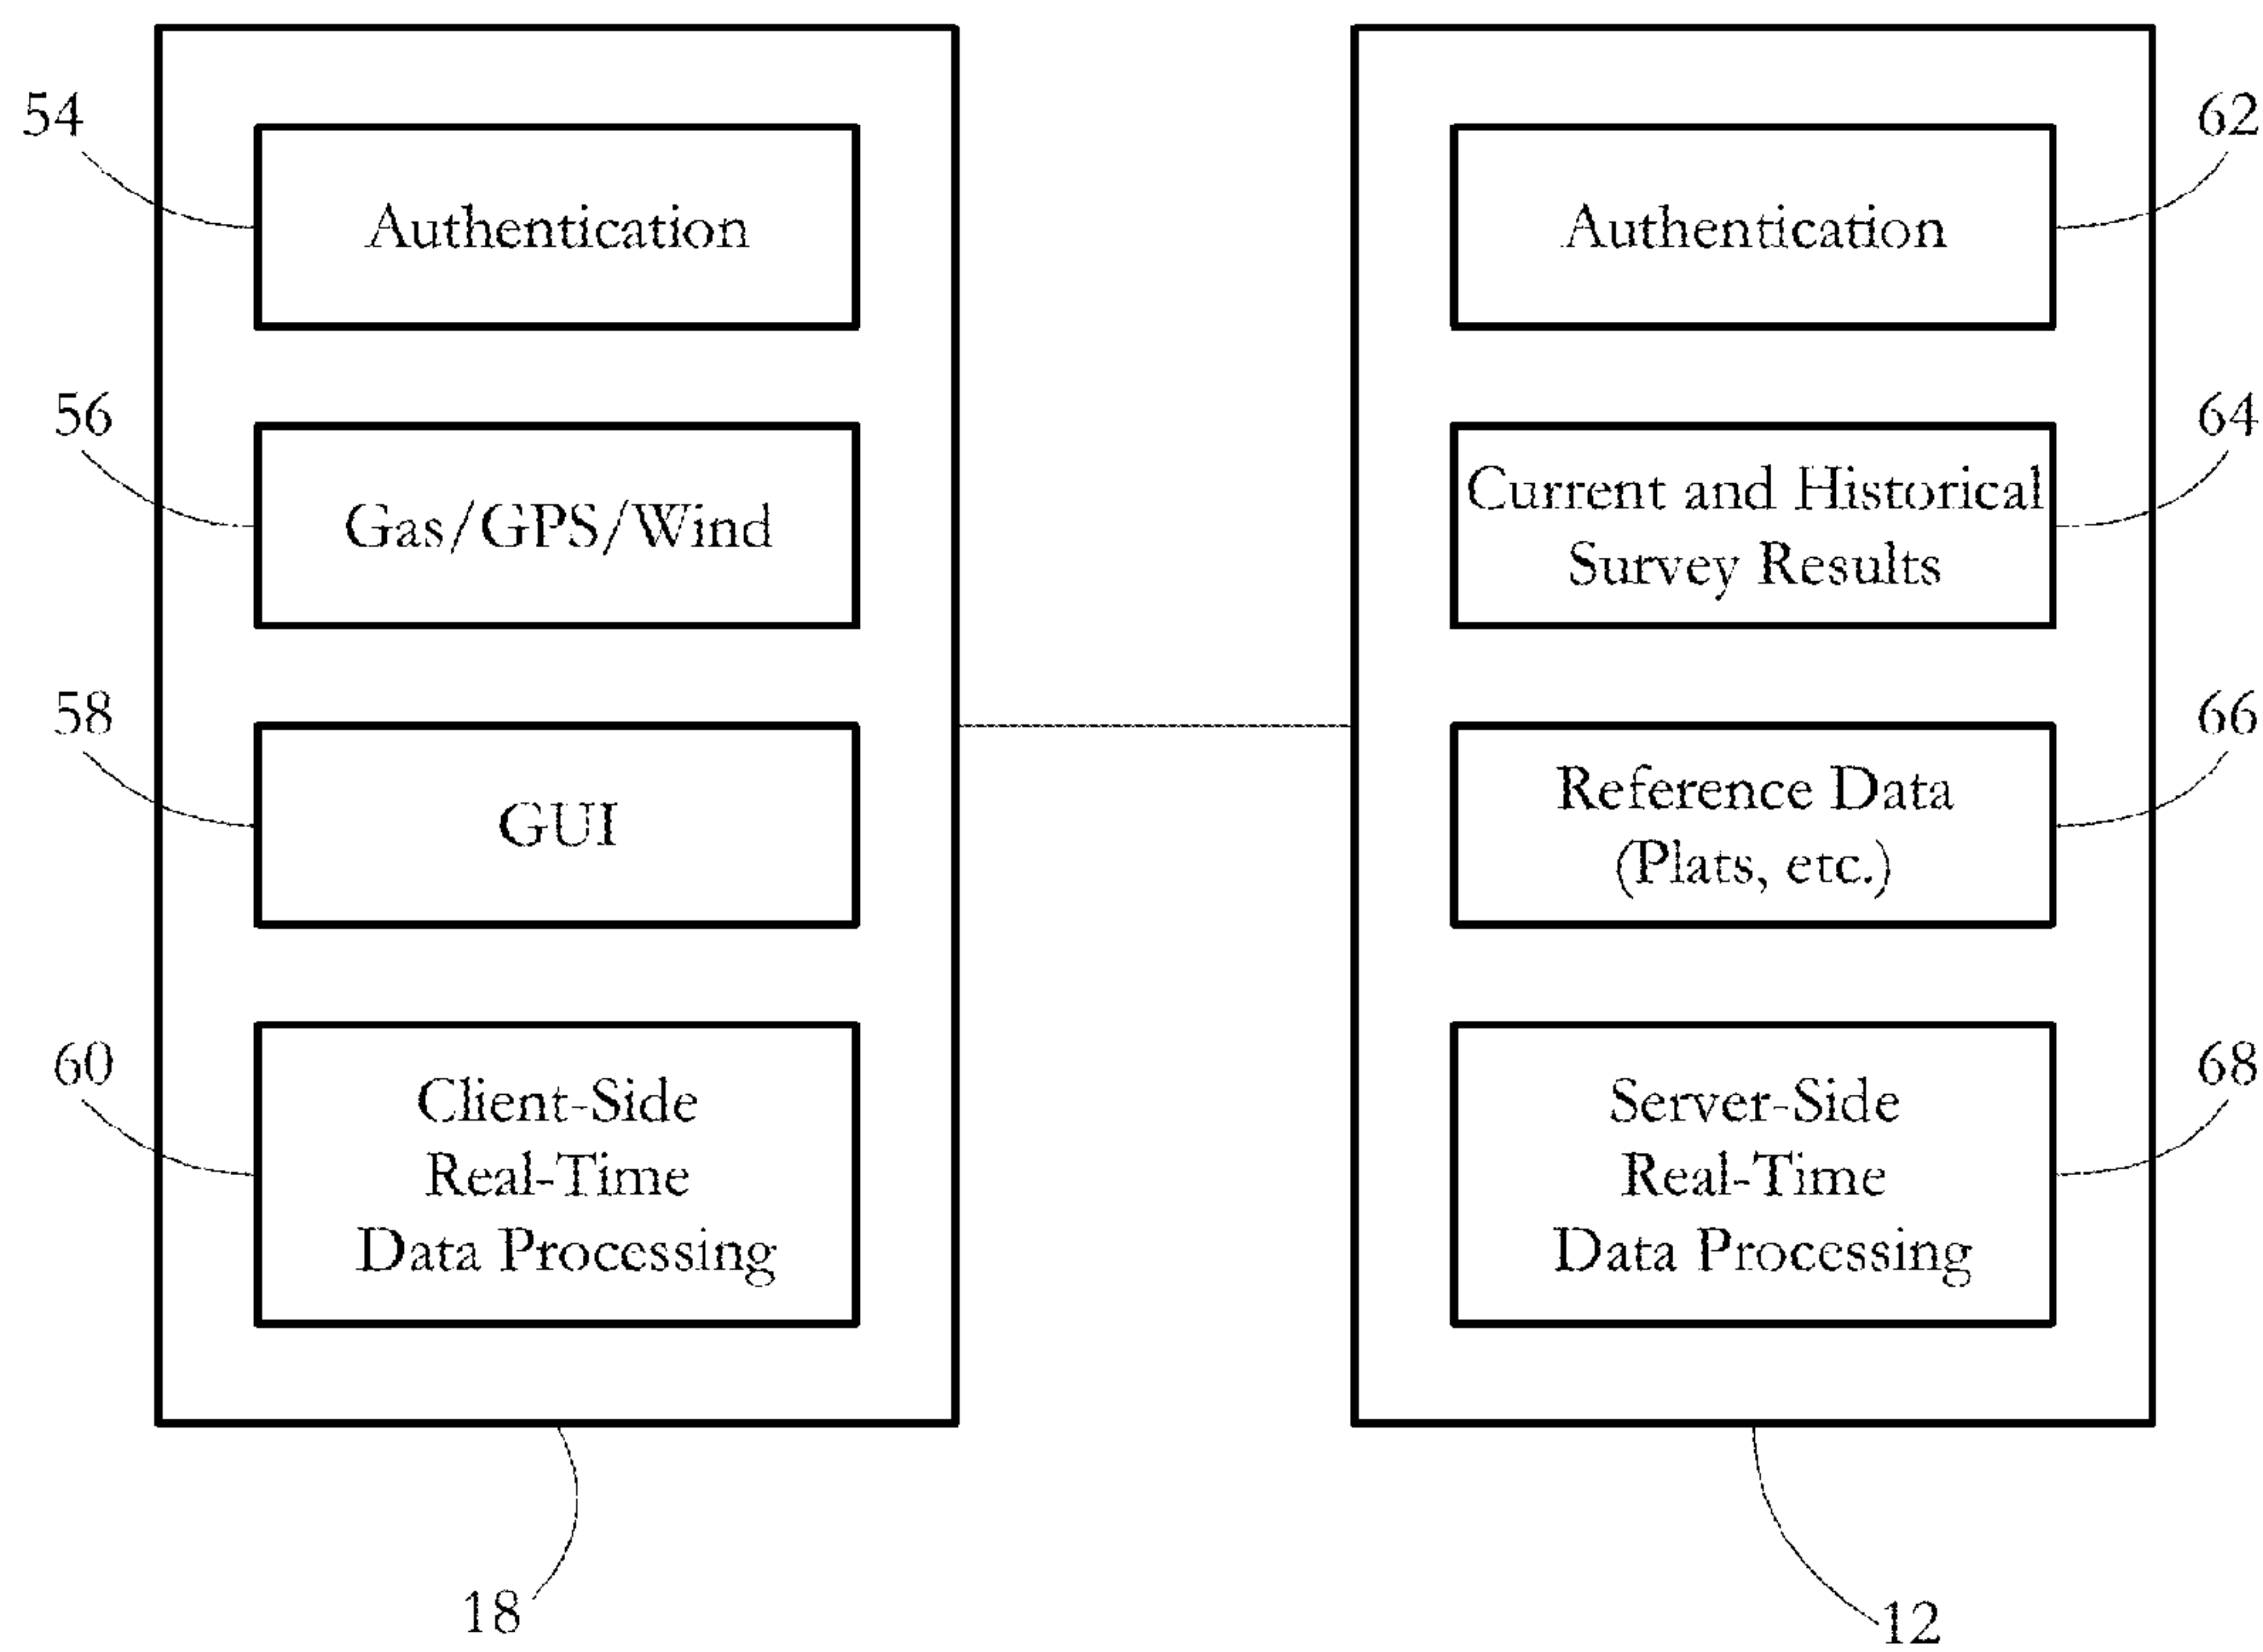 54
Authentication
56
Gas/GPS/Wind
58
GUI
60
Client-Side
Real-Time
Data Processing
18
62
Authentication
64
Current and Historical
Survey Results
66
Reference Data
(Plats, etc.)
68
Server-Side
Real-Time
Data Processing
12